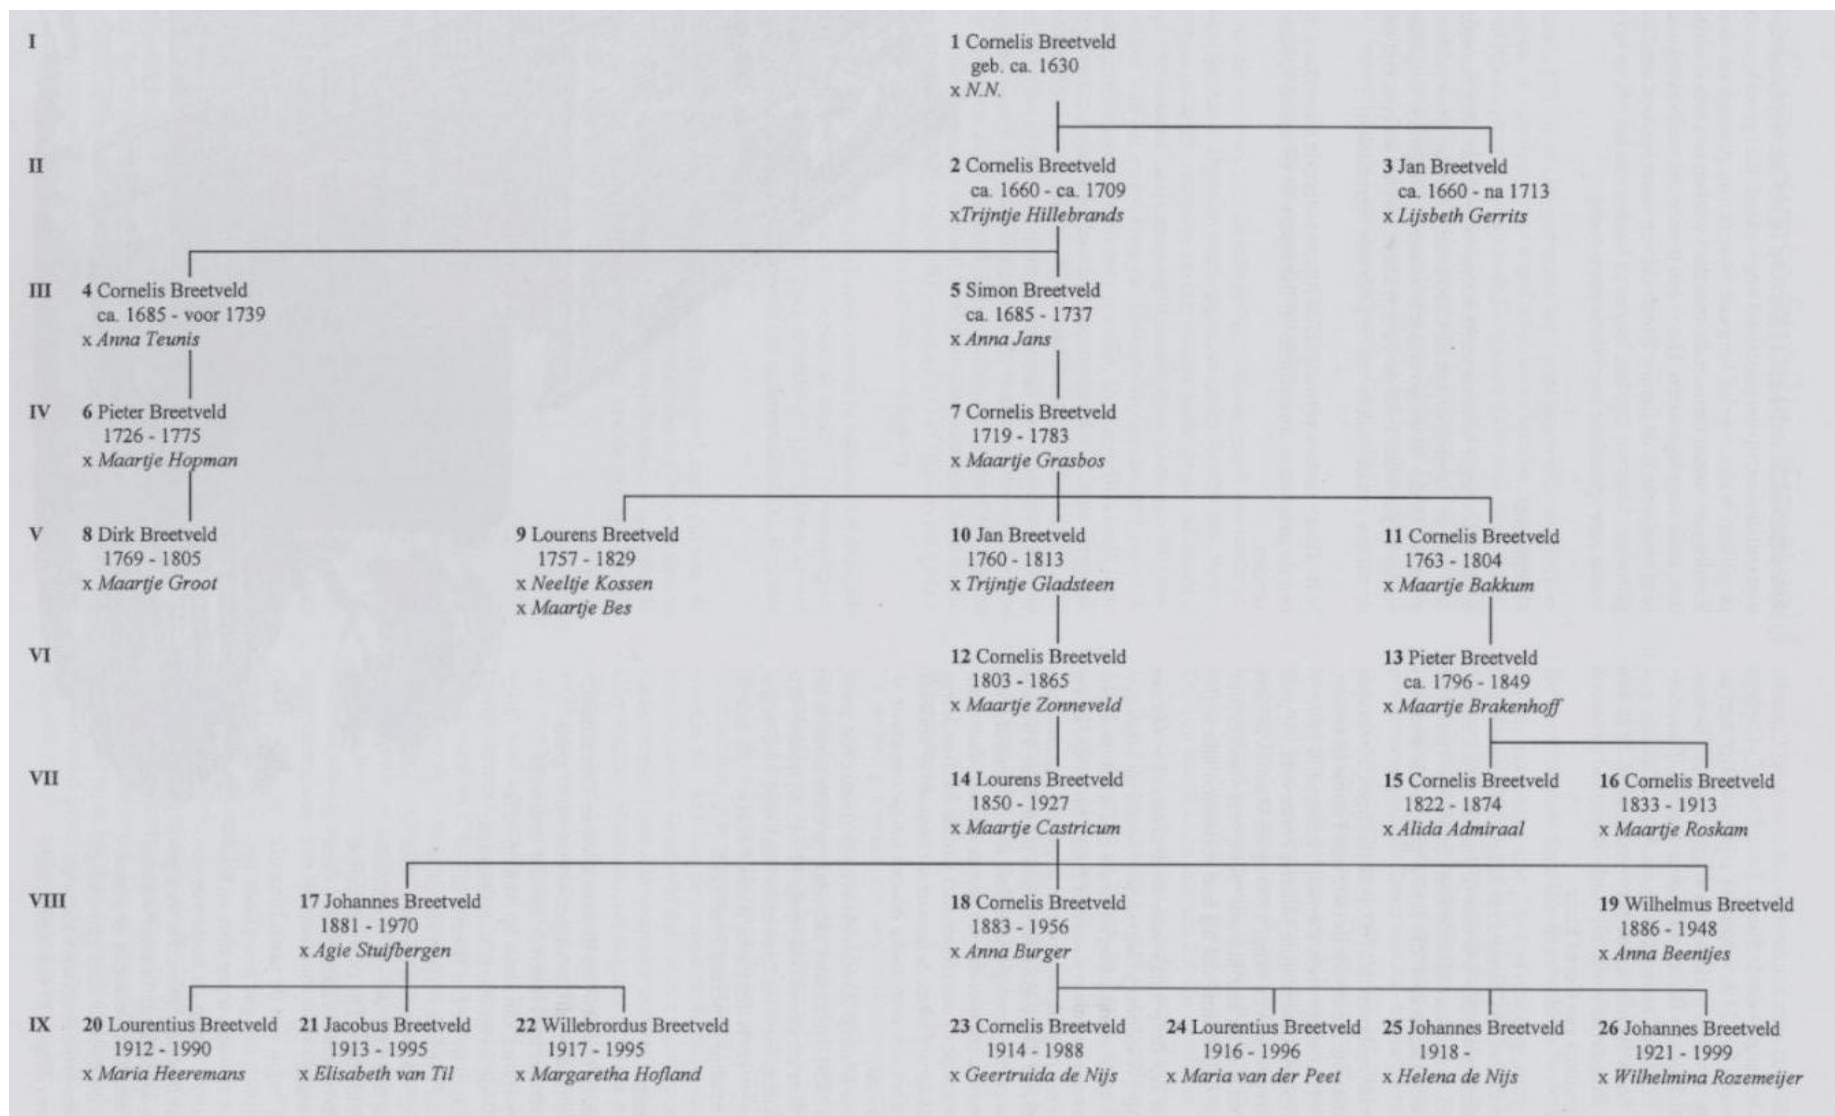 I
1 Cornelis Breetveld
geb. ca. 1630
x N.N.
II
2 Cornelis Breetveld
ca. 1660 - ca. 1709
xTrijntje Hillebrands
3 Jan Breetveld
ca. 1660 - na 1713
x Lijsbeth Gerrits
III
4 Cornelis Breetveld
ca. 1685 - voor 1739
x Anna Teunis
5 Simon Breetveld
ca. 1685 - 1737
x Anna Jans
IV
6 Pieter Breetveld
1726 - 1775
x Maartje Hopman
7 Cornelis Breetveld
1719 - 1783
x Maartje Grasbos
V
8 Dirk Breetveld
1769 - 1805
x Maartje Groot
9 Lourens Breetveld
1757 - 1829
x Neeltje Kossen
x Maartje Bes
10 Jan Breetveld
1760 - 1813
x Trijntje Gladsteen
11 Cornelis Breetveld
1763 - 1804
x Maartje Bakkum
VI
12 Cornelis Breetveld
1803 - 1865
x Maartje Zonneveld
13 Pieter Breetveld
ca. 1796 - 1849
x Maartje Brakenhoff
VII
14 Lourens Breetveld
1850 - 1927
x Maartje Castricum
15 Cornelis Breetveld
1822 - 1874
x Alida Admiraal
16 Cornelis Breetveld
1833 - 1913
x Maartje Roskam
VIII
17 Johannes Breetveld
1881 - 1970
x Agie Stuifbergen
18 Cornelis Breetveld
1883 - 1956
x Anna Burger
19 Wilhelmus Breetveld
1886 - 1948
x Anna Beentjes
IX
20 Lourentius Breetveld
1912 - 1990
x Maria Heeremans
21 Jacobus Breetveld
1913 - 1995
x Elisabeth van Til
22 Willebrordus Breetveld
1917 - 1995
x Margaretha Hofland
23 Cornelis Breetveld
1914 - 1988
x Geertruida de Nijs
24 Lourentius Breetveld
1916 - 1996
x Maria van der Peet
25 Johannes Breetveld
1918 -
x Helena de Nijs
26 Johannes Breetveld
1921 - 1999
x Wilhelmina Rozemeijer